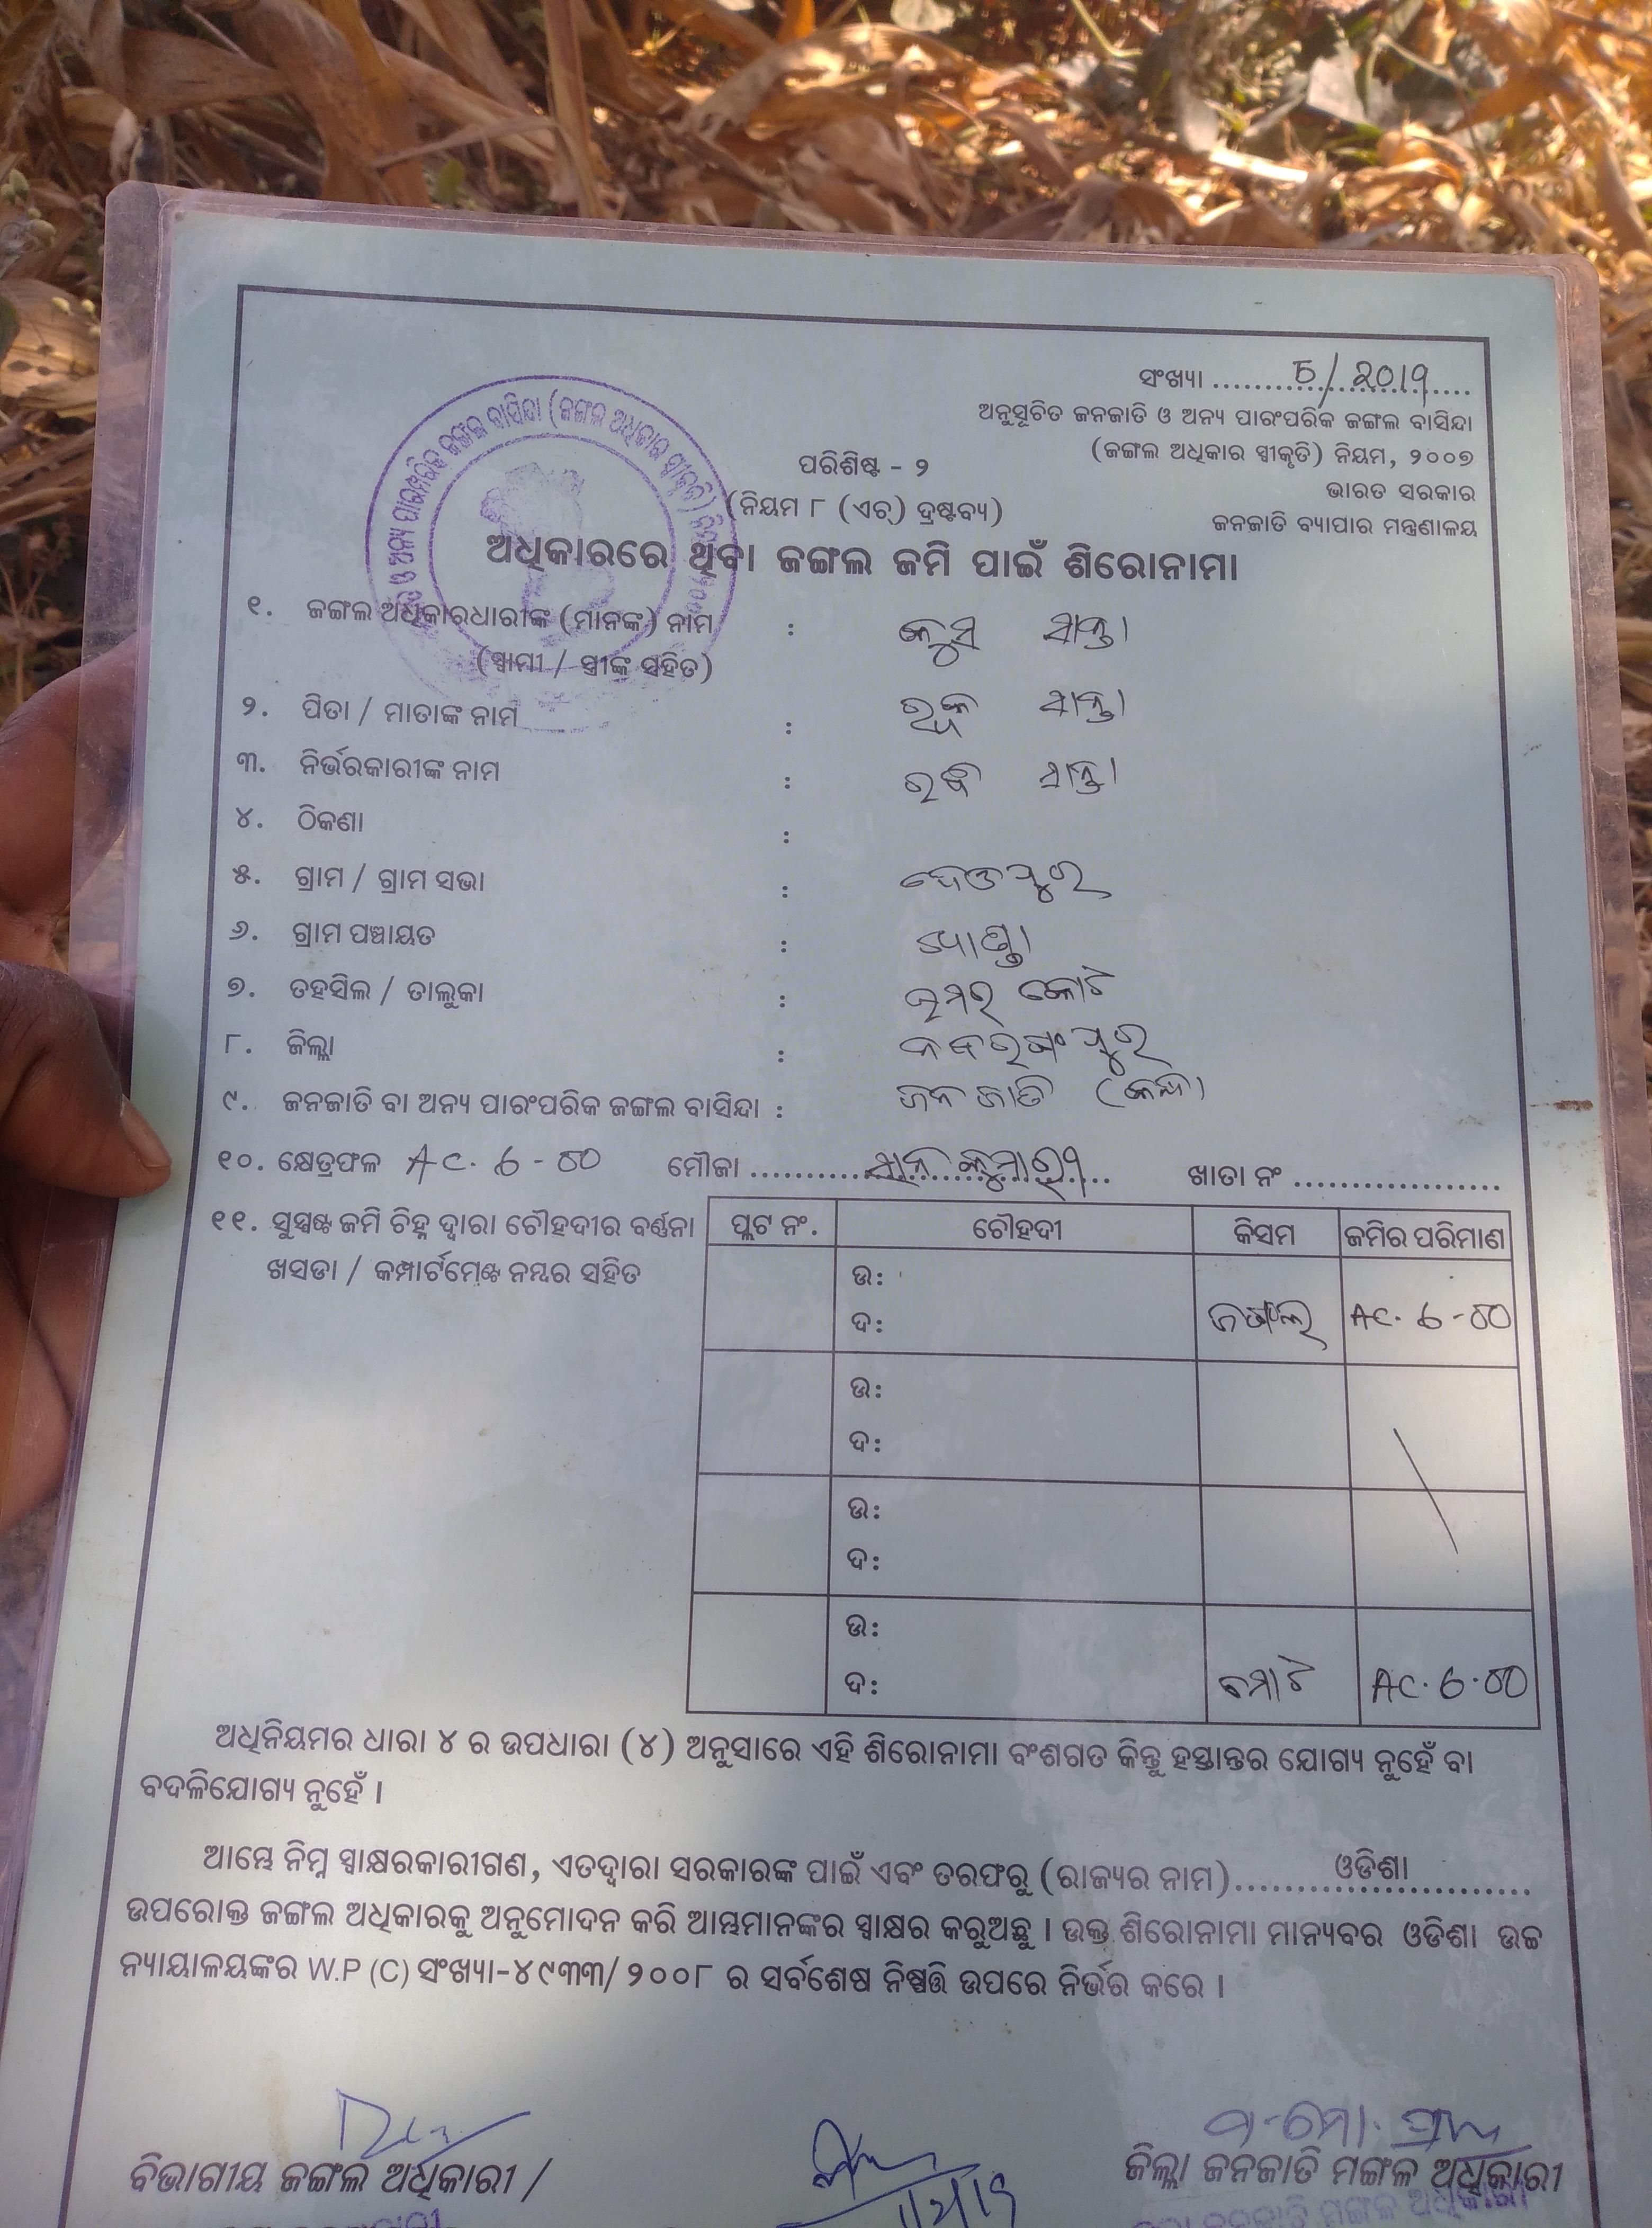 ସଂଖ୍ୟା .................
ଅନୁସୂଚିତ ଜନଜାତି ଓ ଅନ୍ୟ ପାରଂପରିକ ଜଙ୍ଗଲ ବାସିନ୍ଦା
(ଜଙ୍ଗଲ ଅଧିକାର ସ୍ୱୀକୃତି) ନିୟମ, ୨୦୦୭
ଭାରତ ସରକାର
ଜନଜାତି ବ୍ୟାପାର ମନ୍ତ୍ରଣାଳୟ
ପରିଶିଷ୍ଟ - ୨
(ନିୟମ ୮ (ଏଚ୍) ଦ୍ରଷ୍ଟବ୍ୟ)
ଅଧିକାରରେ ଥିବା ଜଙ୍ଗଲ ଜମି ପାଇଁ ଶିରୋନାମା
୧. ଜଙ୍ଗଲ ଅଧିକାରଧାରୀଙ୍କ (ମାନଙ୍କ) ନାମ :
(ସ୍ୱାମୀ / ସ୍ତ୍ରୀଙ୍କ ସହିତ)
୨. ପିତା / ମାତାଙ୍କ ନାମ :
୩. ନିର୍ଭରକାରୀଙ୍କ ନାମ :
୪. ଠିକଣା :
୫. ଗ୍ରାମ / ଗ୍ରାମ ସଭା :
୬. ଗ୍ରାମ ପଞ୍ଚାୟତ :
୭. ତହସିଲ / ତାଲୁକା : ଉମରକୋଟ
୮. ଜିଲ୍ଲା : ନବରଙ୍ଗପୁର
୯. ଜନଜାତି ବା ଅନ୍ୟ ପାରଂପରିକ ଜଙ୍ଗଲ ବାସିନ୍ଦା : ଜନଜାତି
୧୦. କ୍ଷେତ୍ରଫଳ AC. ମୌଜା ............ ଖାତା ନଂ ..................
୧୧. ସୁସ୍ପଷ୍ଟ ଜମି ଚିହ୍ନ ଦ୍ୱାରା ଚୌହଦୀର ବର୍ଣ୍ଣନା
ଖସଡା / କମ୍ପାର୍ଟମେଣ୍ଟ ନମ୍ବର ସହିତ
ପ୍ଲଟ ନଂ. ଚୌହଦୀ କିସମ ଜମିର ପରିମାଣ
ଉ:
ଦ: ଜଙ୍ଗଲ AC.
ଉ:
ଦ:
ଉ:
ଦ:
ଉ:
ଦ: ମୋଟ AC.
ଅଧିନିୟମର ଧାରା ୪ ର ଉପଧାରା (୪) ଅନୁସାରେ ଏହି ଶିରୋନାମା ବଂଶଗତ କିନ୍ତୁ ହସ୍ତାନ୍ତର ଯୋଗ୍ୟ ନୁହେଁ ବା
ବଦଳିଯୋଗ୍ୟ ନୁହେଁ ।
ଆମ୍ଭେ ନିମ୍ନ ସ୍ୱାକ୍ଷରକାରୀଗଣ, ଏତଦ୍ୱାରା ସରକାରଙ୍କ ପାଇଁ ଏବଂ ତରଫରୁ (ରାଜ୍ୟର ନାମ)........ଓଡିଶା........
ଉପରୋକ୍ତ ଜଙ୍ଗଲ ଅଧିକାରକୁ ଅନୁମୋଦନ କରି ଆମ୍ଭମାନଙ୍କର ସ୍ୱାକ୍ଷର କରୁଅଛୁ । ଉକ୍ତ ଶିରୋନାମା ମାନ୍ୟବର ଓଡିଶା ଉଚ୍ଚ
ନ୍ୟାୟାଳୟଙ୍କର W.P (C) ସଂଖ୍ୟା-୪୯୩୩/୨୦୦୮ ର ସର୍ବଶେଷ ନିଷ୍ପତ୍ତି ଉପରେ ନିର୍ଭର କରେ ।
ବିଭାଗୀୟ ଜଙ୍ଗଲ ଅଧିକାରୀ /
ଜିଲ୍ଲା ଜନଜାତି ମଙ୍ଗଳ ଅଧିକାରୀ